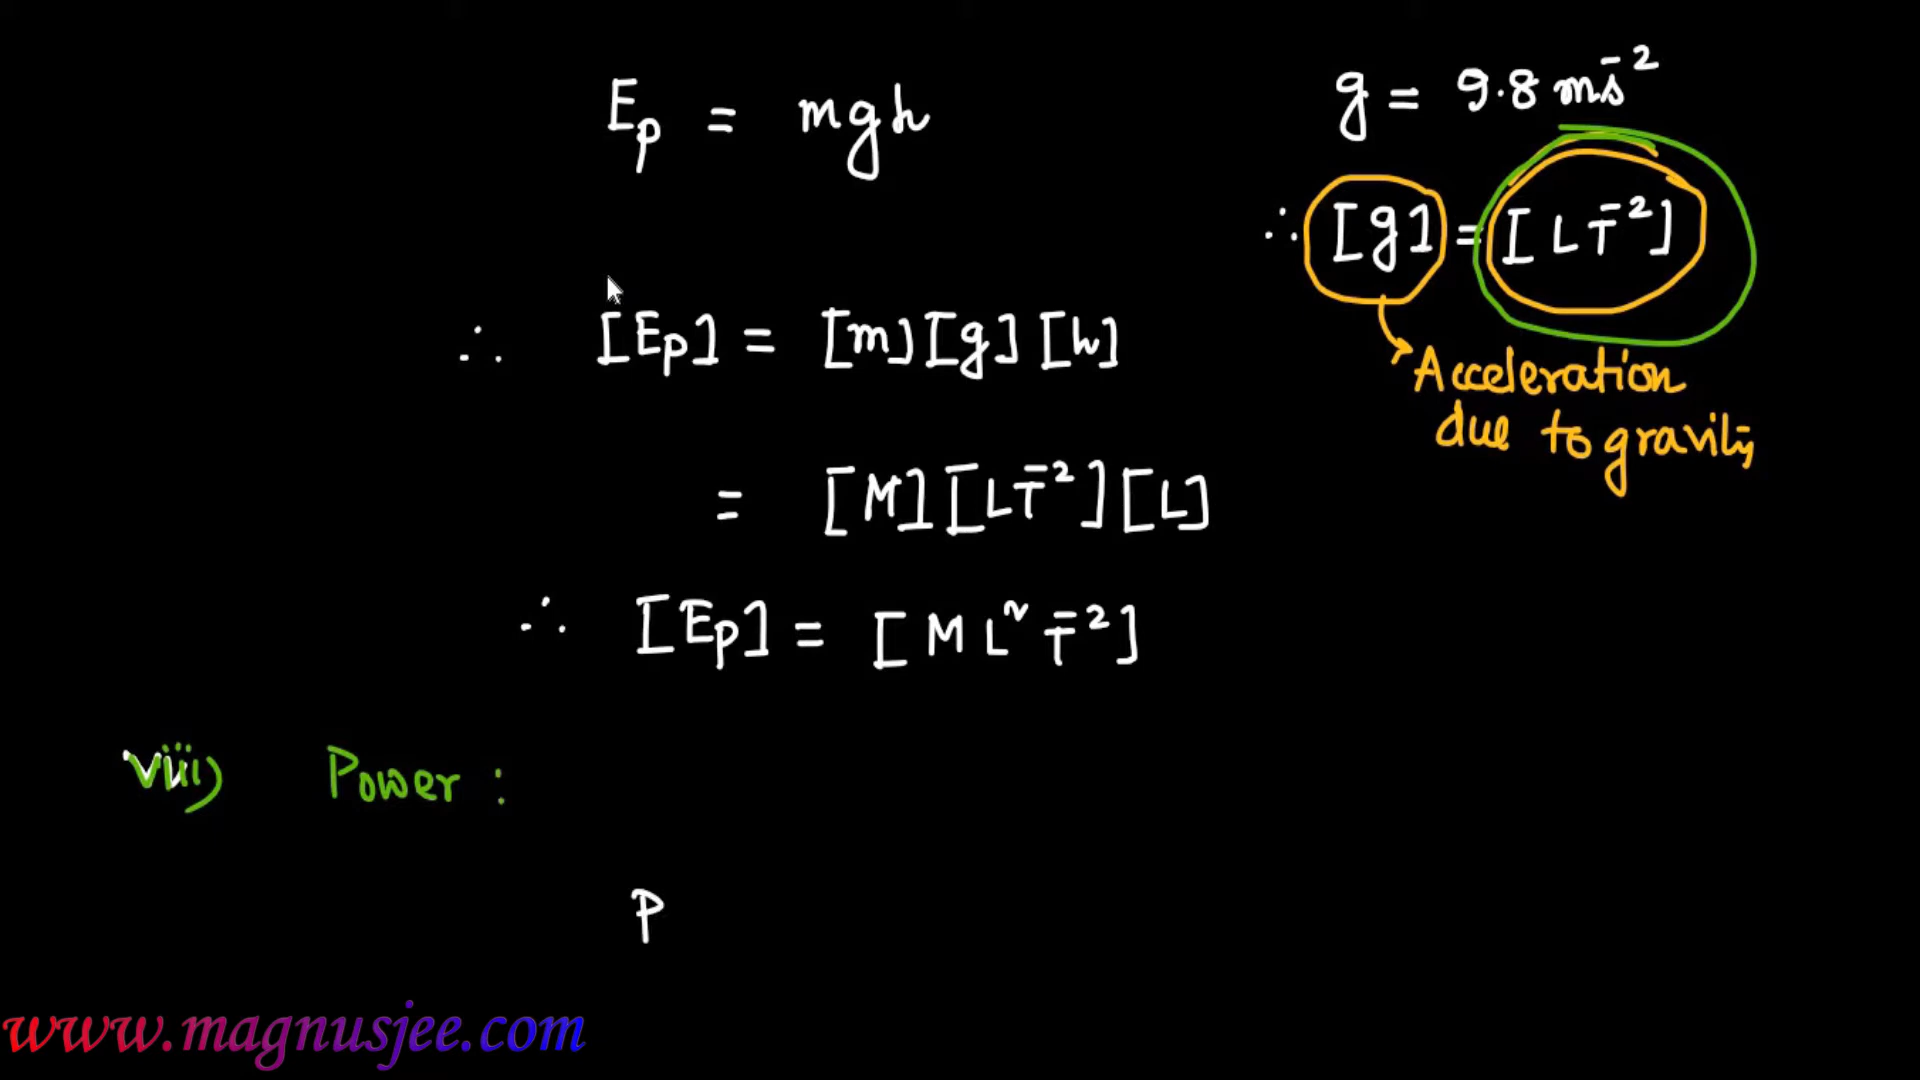 Ep = mgh
g = 9.8 ms⁻²
∴ [g] = [LT⁻²]
Acceleration
due to gravity
∴ [Ep] = [m][g][h]
= [M][LT⁻²][L]
∴ [Ep] = [ML²T⁻²]
viii) Power :
P
www.magnusjee.com